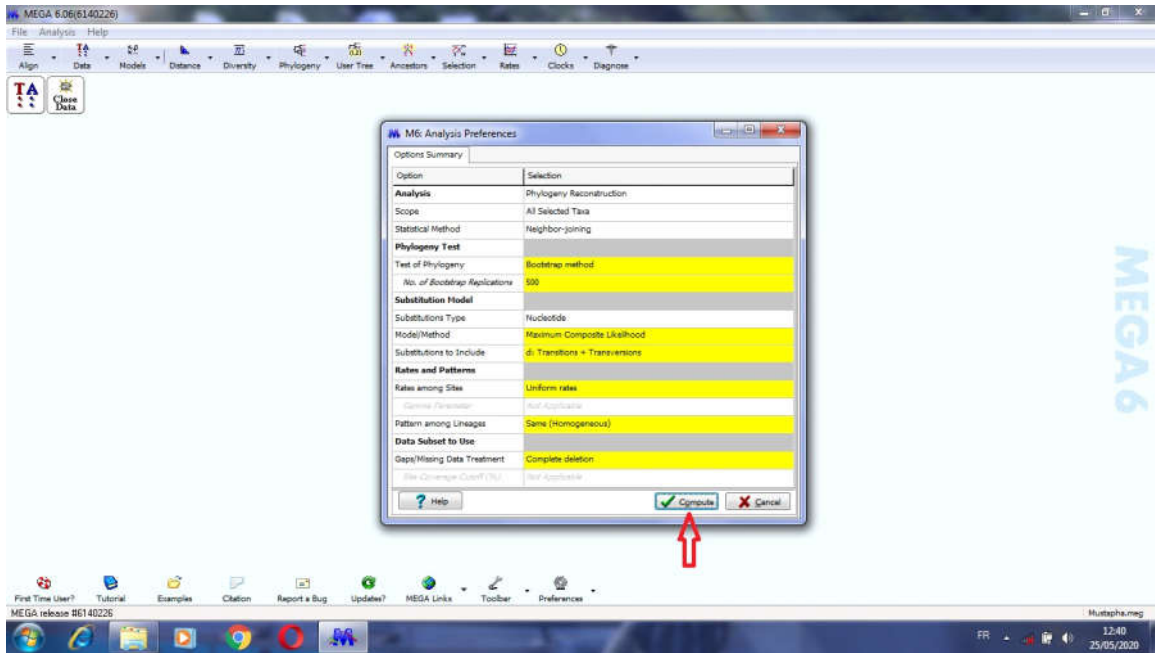 MEGA 6.06(6140226)
File Analysis Help
Align Data Models Distance Diversity Phylogeny User Tree Ancestors Selection Rates Clocks Diagnose
TA Close Data
M6: Analysis Preferences
Options Summary
Option Selection
Analysis Phylogeny Reconstruction
Scope All Selected Taxa
Statistical Method Neighbor-joining
Phylogeny Test
Test of Phylogeny Bootstrap method
No. of Bootstrap Replications 500
Substitution Model
Substitutions Type Nucleotide
Model/Method Maximum Composite Likelihood
Substitutions to Include d: Transitions + Transversions
Rates and Patterns
Rates among Sites Uniform rates
Gamma Parameter Not Applicable
Pattern among Lineages Same (Homogeneous)
Data Subset to Use
Gaps/Missing Data Treatment Complete deletion
Site Coverage Cutoff (%) Not Applicable
Help Compute Cancel
MEGA 6
First Time User? Tutorial Examples Citation Report a Bug Updates? MEGA Links Toolbar Preferences
MEGA release #6140226 Mustapha.meg
FR 12:40
25/05/2020